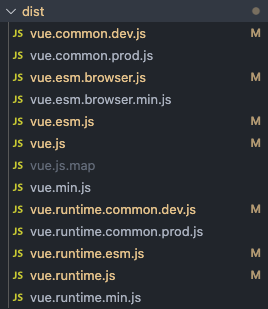 dist
JS vue.common.dev.js M
JS vue.common.prod.js
JS vue.esm.browser.js M
JS vue.esm.browser.min.js
JS vue.esm.js M
JS vue.js M
JS vue.js.map
JS vue.min.js
JS vue.runtime.common.dev.js M
JS vue.runtime.common.prod.js
JS vue.runtime.esm.js M
JS vue.runtime.js M
JS vue.runtime.min.js